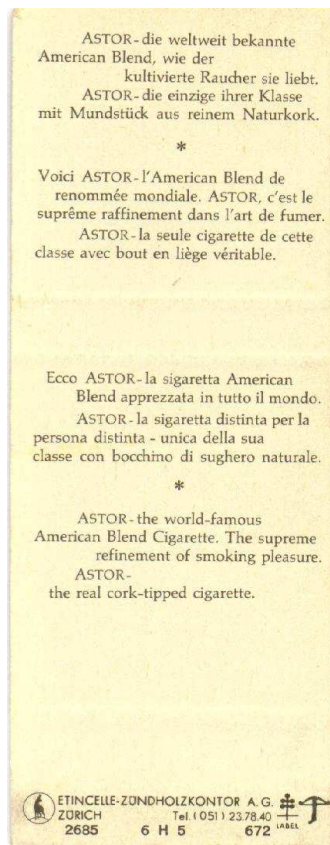 ASTOR-die weltweit bekannte
American Blend, wie der
kultivierte Raucher sie liebt.
ASTOR-die einzige ihrer Klasse
mit Mundstück aus reinem Naturkork.
*
Voici ASTOR-l'American Blend de
renommée mondiale. ASTOR, c'est le
suprême raffinement dans l'art de fumer.
ASTOR-la seule cigarette de cette
classe avec bout en liège véritable.
Ecco ASTOR-la sigaretta American
Blend apprezzata in tutto il mondo.
ASTOR-la sigaretta distinta per la
persona distinta - unica della sua
classe con bocchino di sughero naturale.
*
ASTOR-the world-famous
American Blend Cigarette. The supreme
refinement of smoking pleasure.
ASTOR-
the real cork-tipped cigarette.
ETINCELLE-ZÜNDHOLZKONTOR A.G.
ZÜRICH Tel. (051) 23.78.40
LABEL
2685 6 H 5 672